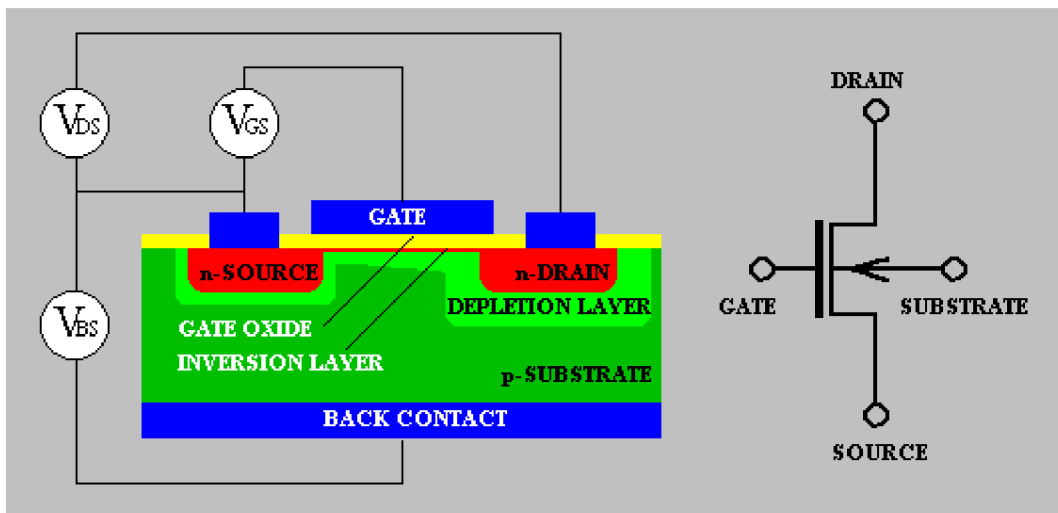 DRAIN
VDS
VGS
GATE
n-SOURCE
n-DRAIN
GATE
SUBSTRATE
DEPLETION LAYER
VBS
GATE OXIDE
INVERSION LAYER
p-SUBSTRATE
BACK CONTACT
SOURCE